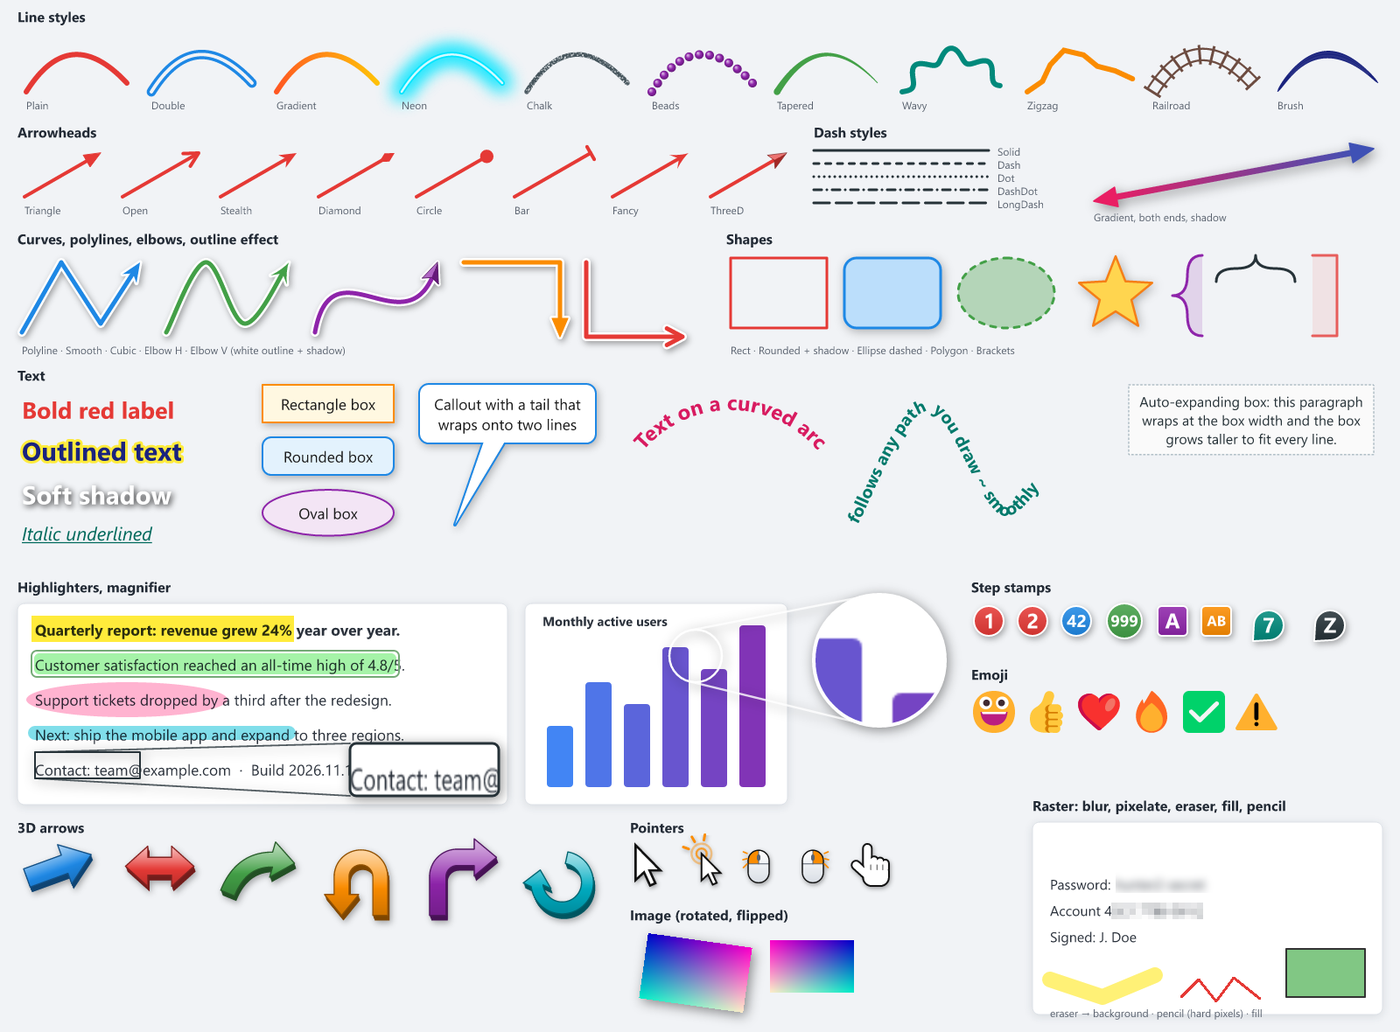 Line styles
Plain
Double
Gradient
Neon
Chalk
Beads
Tapered
Wavy
Zigzag
Railroad
Brush
Arrowheads
Triangle
Open
Stealth
Diamond
Circle
Bar
Fancy
ThreeD
Dash styles
Solid
Dash
Dot
DashDot
LongDash
Gradient, both ends, shadow
Curves, polylines, elbows, outline effect
Polyline · Smooth · Cubic · Elbow H · Elbow V (white outline + shadow)
Shapes
Rect · Rounded + shadow · Ellipse dashed · Polygon · Brackets
Text
Bold red label
Outlined text
Soft shadow
Italic underlined
Rectangle box
Rounded box
Oval box
Callout with a tail that
wraps onto two lines
Text on a curved arc
follows any path you draw ~ smoothly
Auto-expanding box: this paragraph
wraps at the box width and the box
grows taller to fit every line.
Highlighters, magnifier
Quarterly report: revenue grew 24% year over year.
Customer satisfaction reached an all-time high of 4.8/5.
Support tickets dropped by a third after the redesign.
Next: ship the mobile app and expand to three regions.
Contact: team@example.com · Build 2026.11.
Contact: team@
Monthly active users
Step stamps
1 2 42 999 A AB 7 Z
Emoji
3D arrows
Pointers
Image (rotated, flipped)
Raster: blur, pixelate, eraser, fill, pencil
Password:
Account 4
Signed: J. Doe
eraser → background · pencil (hard pixels) · fill